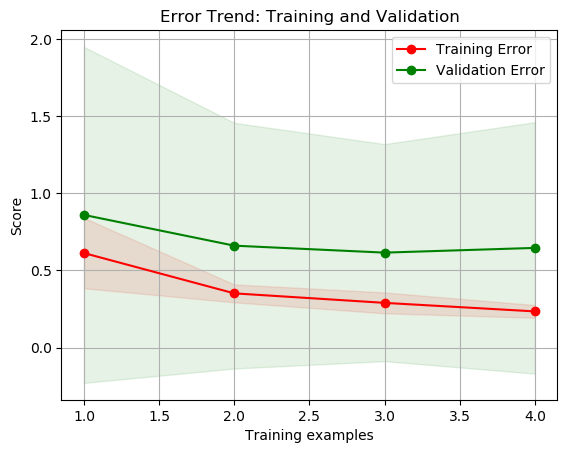 Error Trend: Training and Validation
Training Error
Validation Error
Score
2.0
1.5
1.0
0.5
0.0
1.0 1.5 2.0 2.5 3.0 3.5 4.0
Training examples